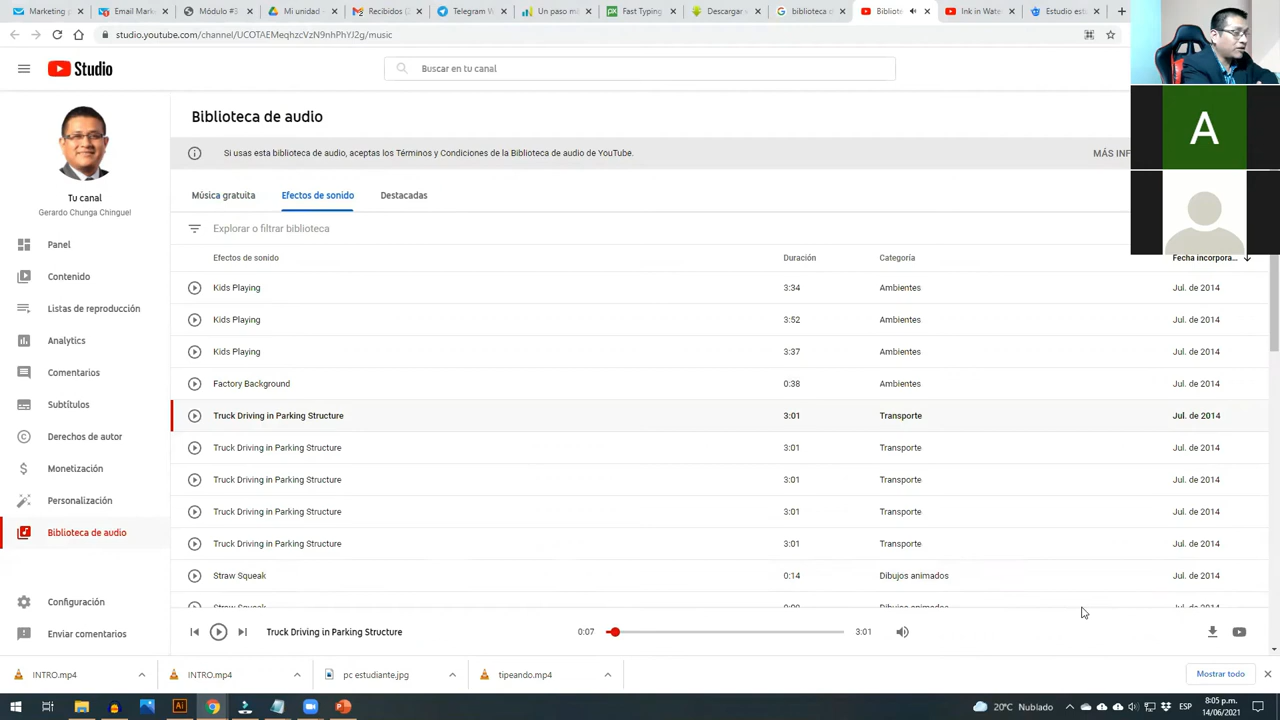 Marketing
Email Mark
Módulo #3
Mi unidad
Recibidos (
Telegram W
Un paso m
Fast Typing
Descargar
biblioteca d
Bibliot
Ink in Wate
Estudio est
studio.youtube.com/channel/UCOTAEMeqhzcVzN9nhPhYJ2g/music
Studio
Buscar en tu canal
Tu canal
Gerardo Chunga Chinguel
Panel
Contenido
Listas de reproducción
Analytics
Comentarios
Subtítulos
Derechos de autor
Monetización
Personalización
Biblioteca de audio
Configuración
Enviar comentarios
Biblioteca de audio
Si usas esta biblioteca de audio, aceptas los Términos y Condiciones de la Biblioteca de audio de YouTube.
MÁS INF
Música gratuita
Efectos de sonido
Destacadas
Explorar o filtrar biblioteca
Efectos de sonido Duración Categoría Fecha incorpora...
Kids Playing 3:34 Ambientes Jul. de 2014
Kids Playing 3:52 Ambientes Jul. de 2014
Kids Playing 3:37 Ambientes Jul. de 2014
Factory Background 0:38 Ambientes Jul. de 2014
Truck Driving in Parking Structure 3:01 Transporte Jul. de 2014
Truck Driving in Parking Structure 3:01 Transporte Jul. de 2014
Truck Driving in Parking Structure 3:01 Transporte Jul. de 2014
Truck Driving in Parking Structure 3:01 Transporte Jul. de 2014
Truck Driving in Parking Structure 3:01 Transporte Jul. de 2014
Straw Squeak 0:14 Dibujos animados Jul. de 2014
Truck Driving in Parking Structure 0:07 3:01
A
INTRO.mp4
INTRO.mp4
pc estudiante.jpg
tipeando.mp4
Mostrar todo
20°C Nublado
ESP
8:05 p.m.
14/06/2021